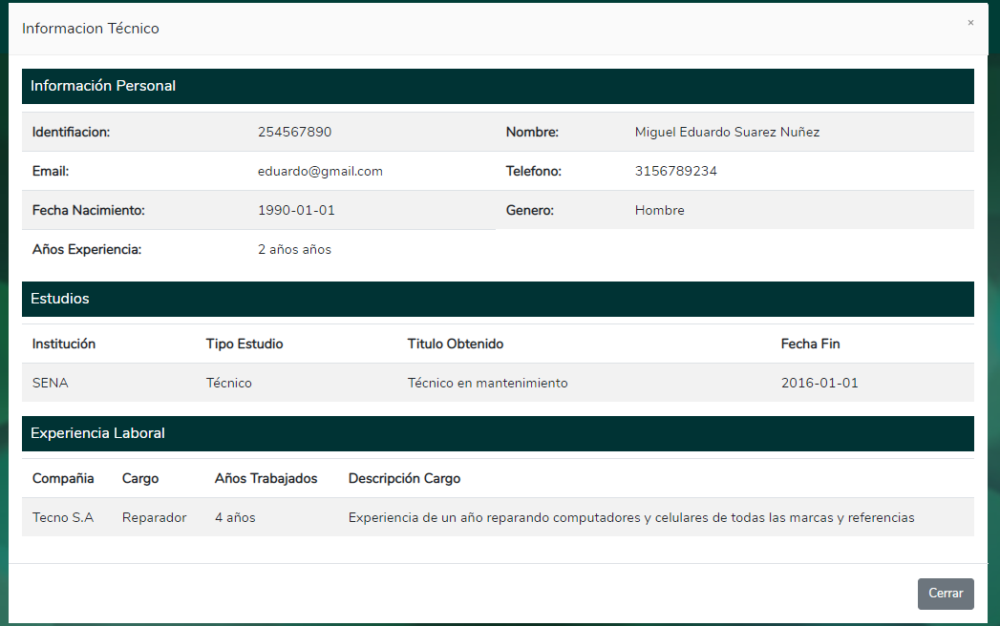 Informacion Técnico ×
Información Personal
Identifiacion: 254567890 Nombre: Miguel Eduardo Suarez Nuñez
Email: eduardo@gmail.com Telefono: 3156789234
Fecha Nacimiento: 1990-01-01 Genero: Hombre
Años Experiencia: 2 años años
Estudios
Institución Tipo Estudio Titulo Obtenido Fecha Fin
SENA Técnico Técnico en mantenimiento 2016-01-01
Experiencia Laboral
Compañia Cargo Años Trabajados Descripción Cargo
Tecno S.A Reparador 4 años Experiencia de un año reparando computadores y celulares de todas las marcas y referencias
Cerrar